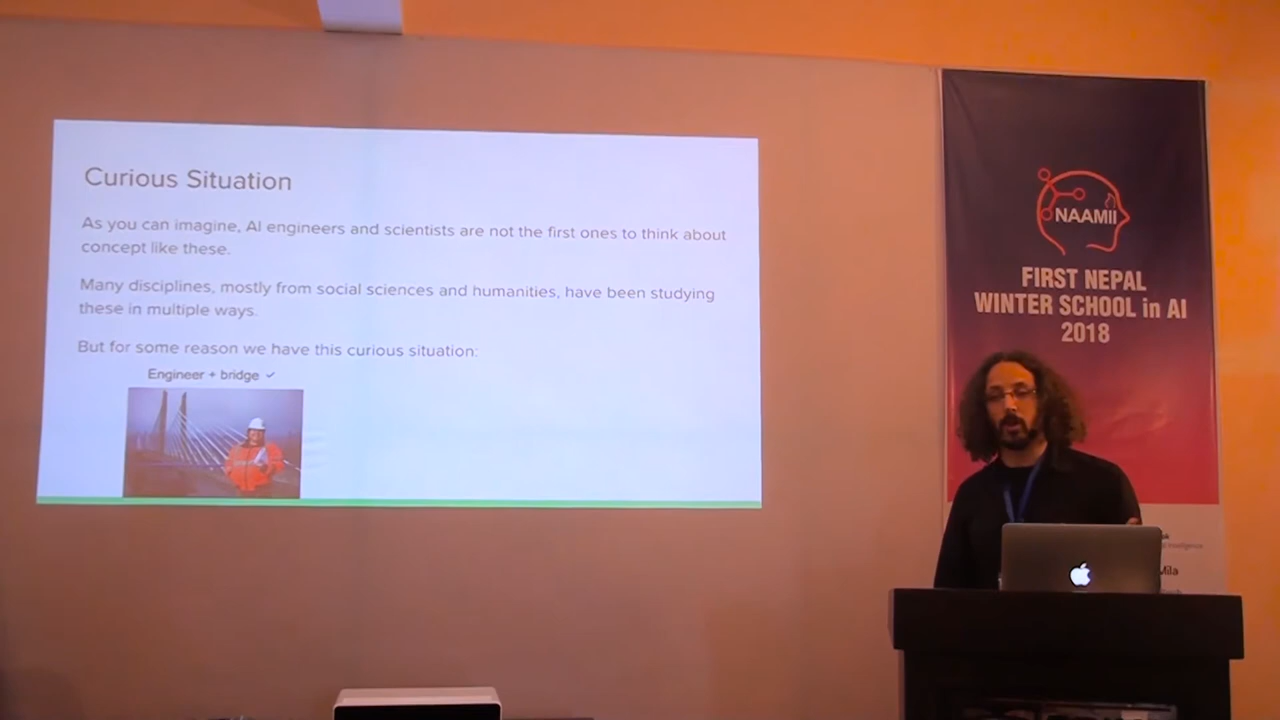 Curious Situation
As you can imagine, AI engineers and scientists are not the first ones to think about
concept like these.
Many disciplines, mostly from social sciences and humanities, have been studying
these in multiple ways.
But for some reason we have this curious situation:
Engineer + bridge ✓
NAAMII
FIRST NEPAL
WINTER SCHOOL in AI
2018
Mila